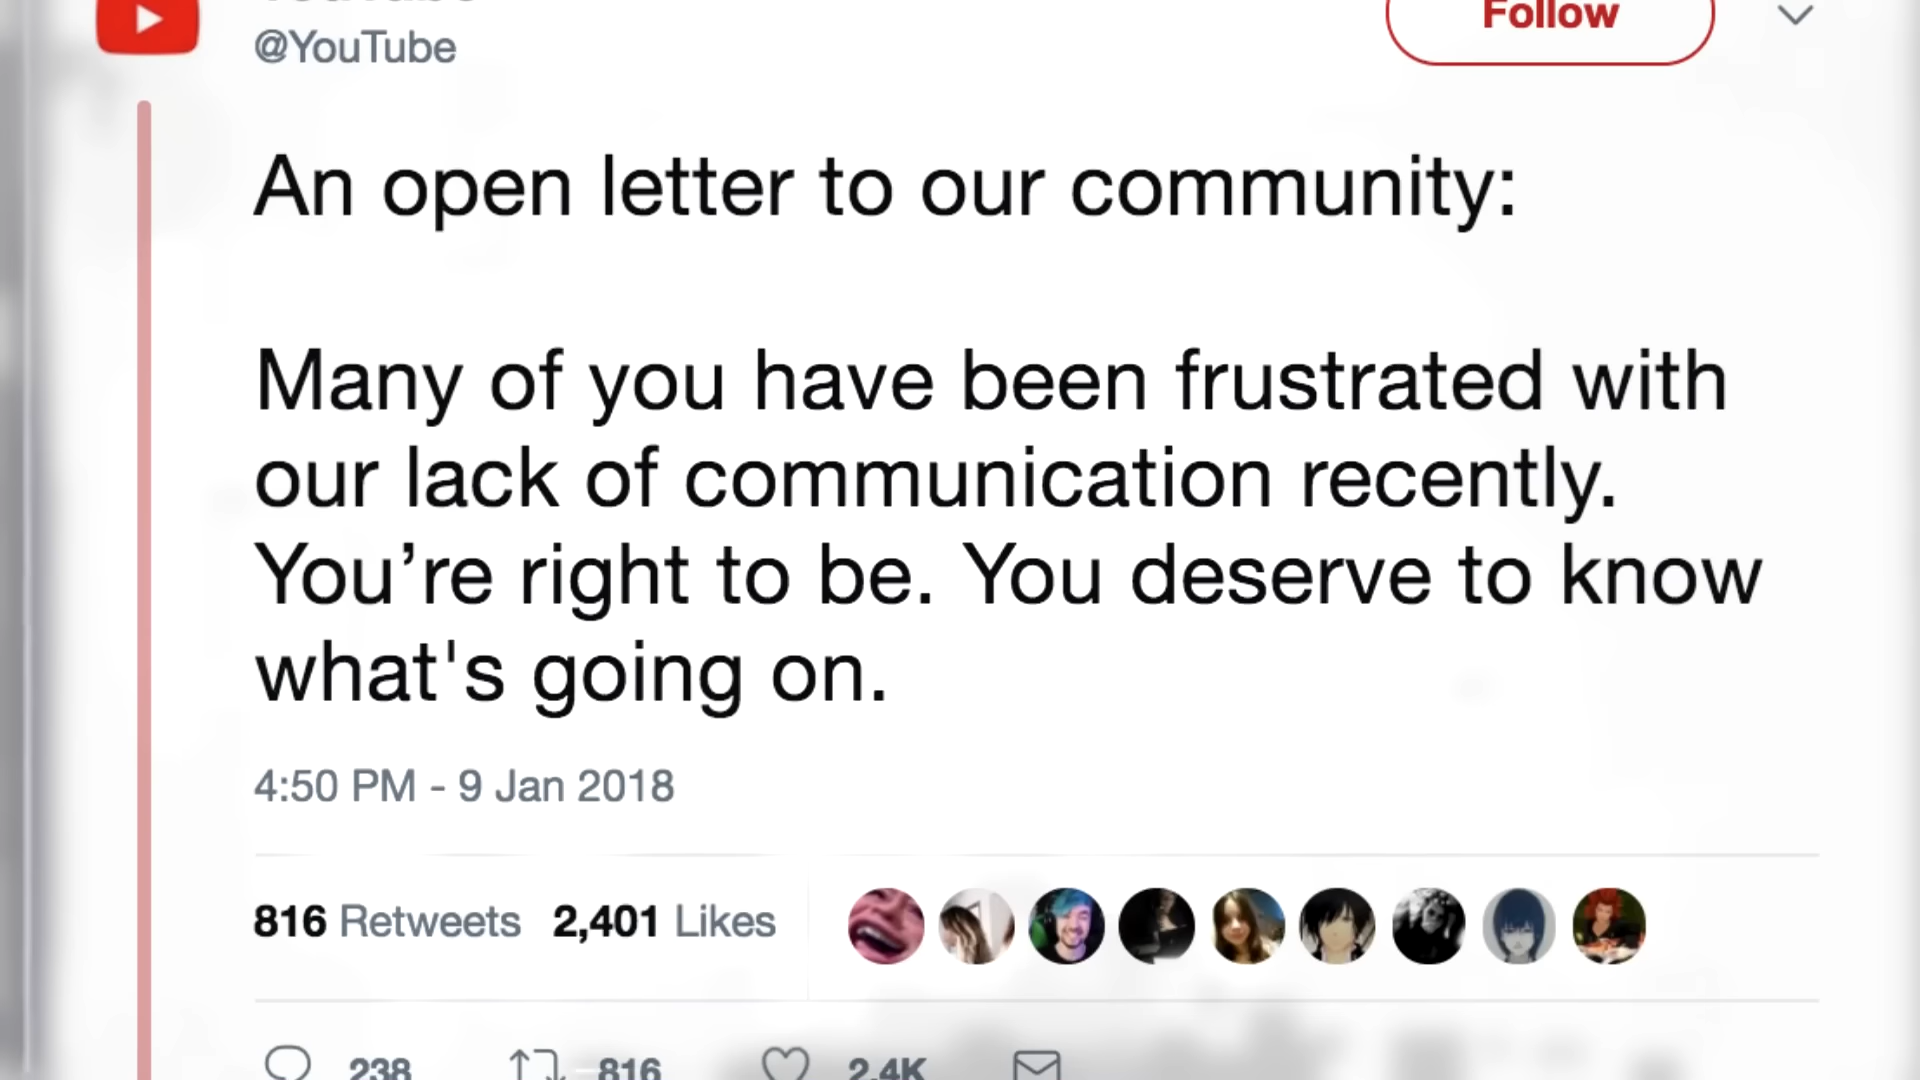 @YouTube
Follow
An open letter to our community:
Many of you have been frustrated with
our lack of communication recently.
You’re right to be. You deserve to know
what's going on.
4:50 PM - 9 Jan 2018
816 Retweets 2,401 Likes
238 816 2.4K